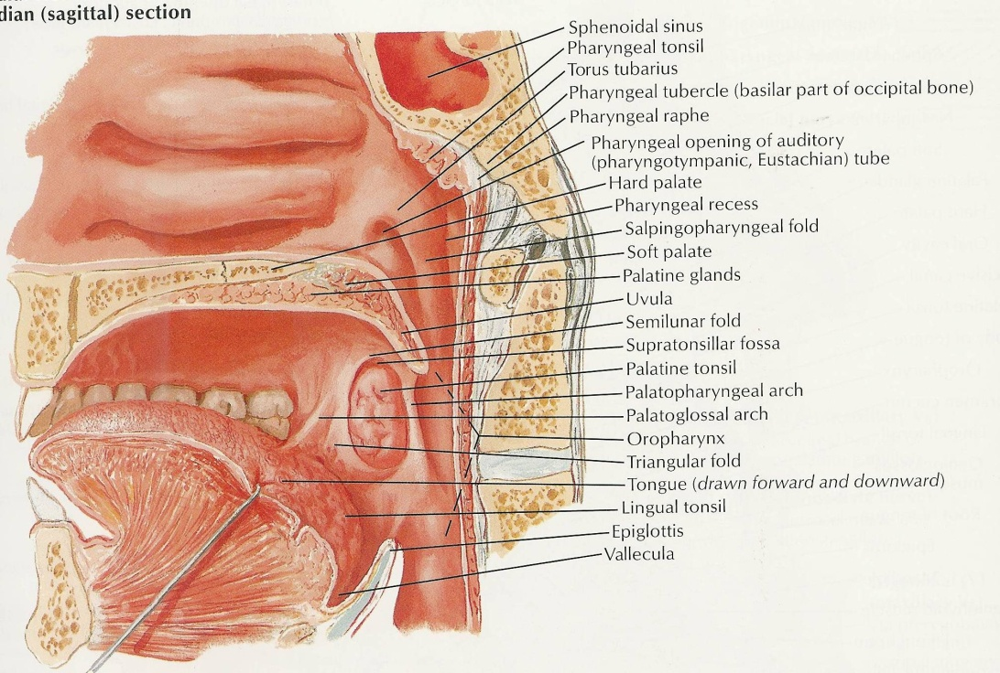 dian (sagittal) section
Sphenoidal sinus
Pharyngeal tonsil
Torus tubarius
Pharyngeal tubercle (basilar part of occipital bone)
Pharyngeal raphe
Pharyngeal opening of auditory
(pharyngotympanic, Eustachian) tube
Hard palate
Pharyngeal recess
Salpingopharyngeal fold
Soft palate
Palatine glands
Uvula
Semilunar fold
Supratonsillar fossa
Palatine tonsil
Palatopharyngeal arch
Palatoglossal arch
Oropharynx
Triangular fold
Tongue (drawn forward and downward)
Lingual tonsil
Epiglottis
Vallecula